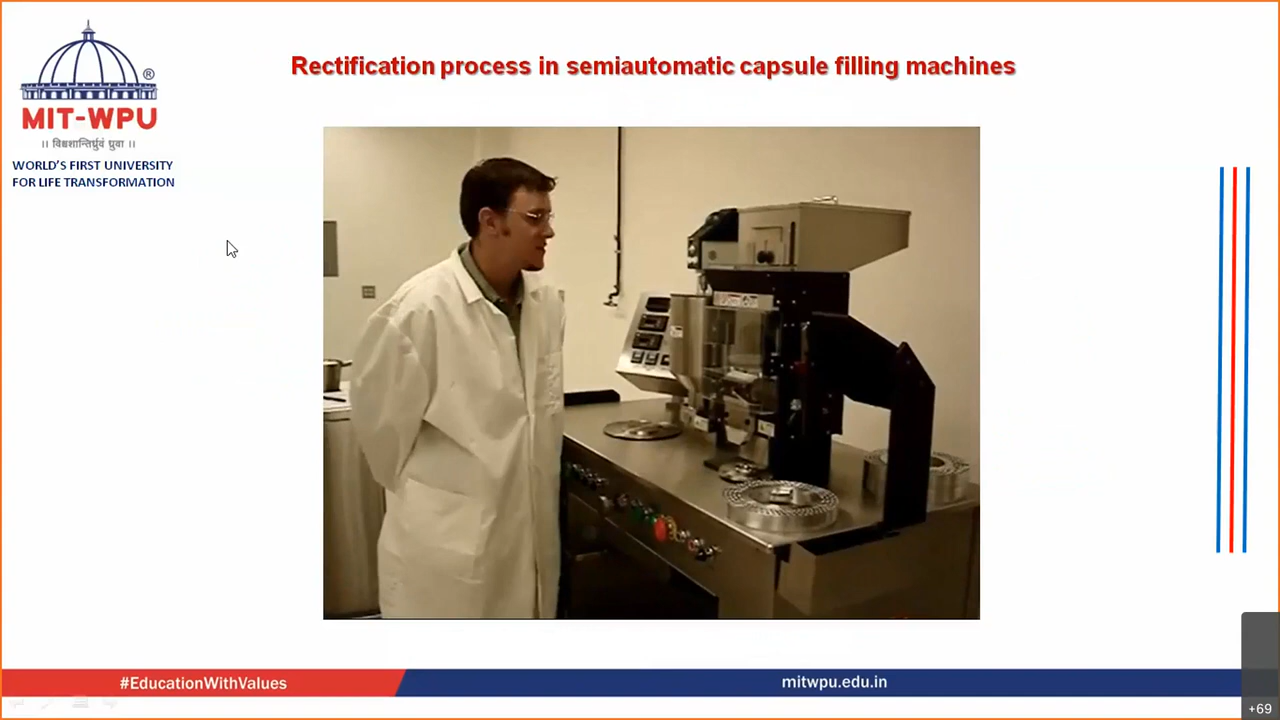 Rectification process in semiautomatic capsule filling machines
®
MIT-WPU
॥ विश्वशान्तिर्ध्रुवं ध्रुवा ॥
WORLD'S FIRST UNIVERSITY
FOR LIFE TRANSFORMATION
#EducationWithValues
mitwpu.edu.in
+69